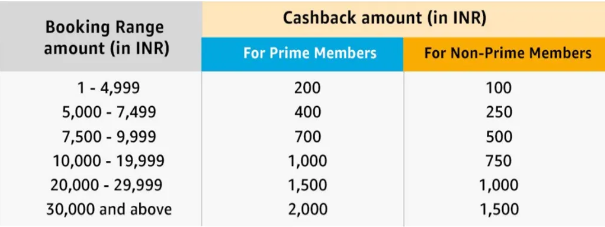 Booking Range
amount (in INR)
Cashback amount (in INR)
For Prime Members
For Non-Prime Members
1 - 4,999 200 100
5,000 - 7,499 400 250
7,500 - 9,999 700 500
10,000 - 19,999 1,000 750
20,000 - 29,999 1,500 1,000
30,000 and above 2,000 1,500